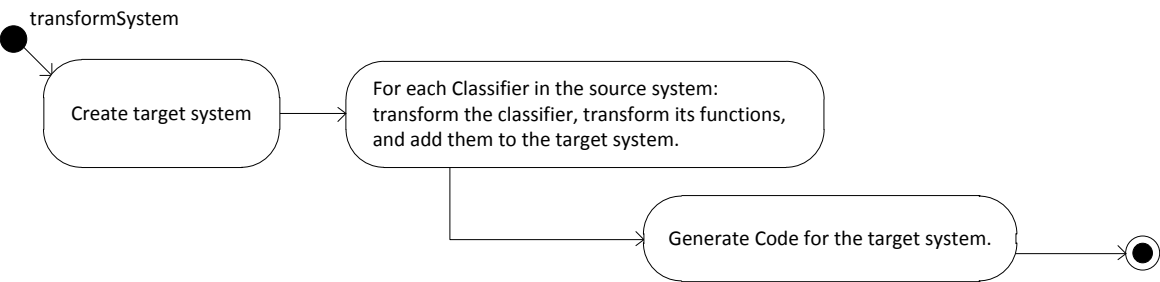 transformSystem
Create target system
For each Classifier in the source system:
transform the classifier, transform its functions,
and add them to the target system.
Generate Code for the target system.